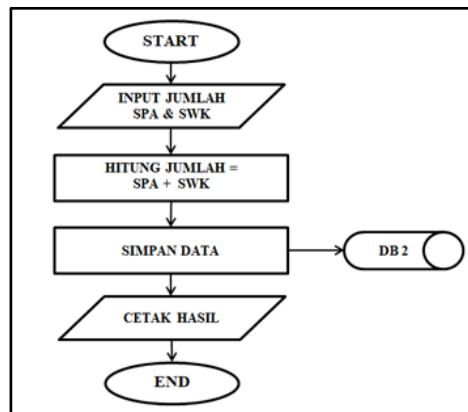 START
INPUT JUMLAH
SPA & SWK
HITUNG JUMLAH =
SPA + SWK
SIMPAN DATA
DB 2
CETAK HASIL
END